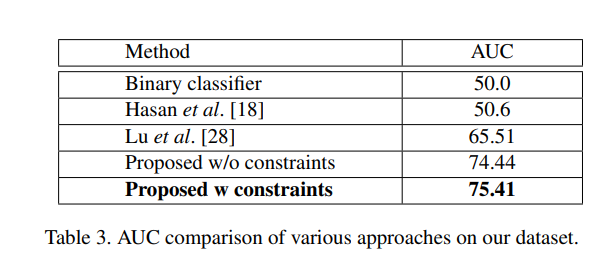 Method AUC
Binary classifier 50.0
Hasan et al. [18] 50.6
Lu et al. [28] 65.51
Proposed w/o constraints 74.44
Proposed w constraints 75.41
Table 3. AUC comparison of various approaches on our dataset.